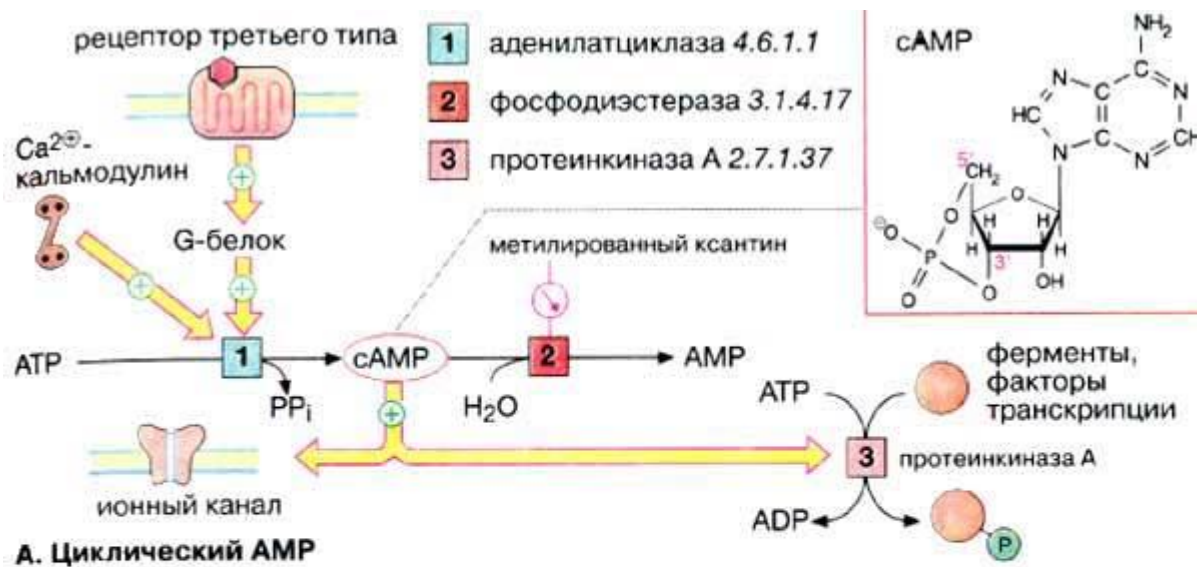 рецептор третьего типа
1 аденилатциклаза 4.6.1.1
2 фосфодиэстераза 3.1.4.17
3 протеинкиназа А 2.7.1.37
Ca2⊕-
кальмодулин
+
G-белок
+
+
метилированный ксантин
ATP
1
cAMP
2
AMP
PPi
H2O
+
ионный канал
ATP
ферменты,
факторы
транскрипции
3
протеинкиназа А
ADP
P
cAMP
NH2
N
C
C
N
HC
C
CH
N
N
5'
CH2
O
O
H
H
H
H
⊖O
P
3'
O
O
OH
А. Циклический АМР